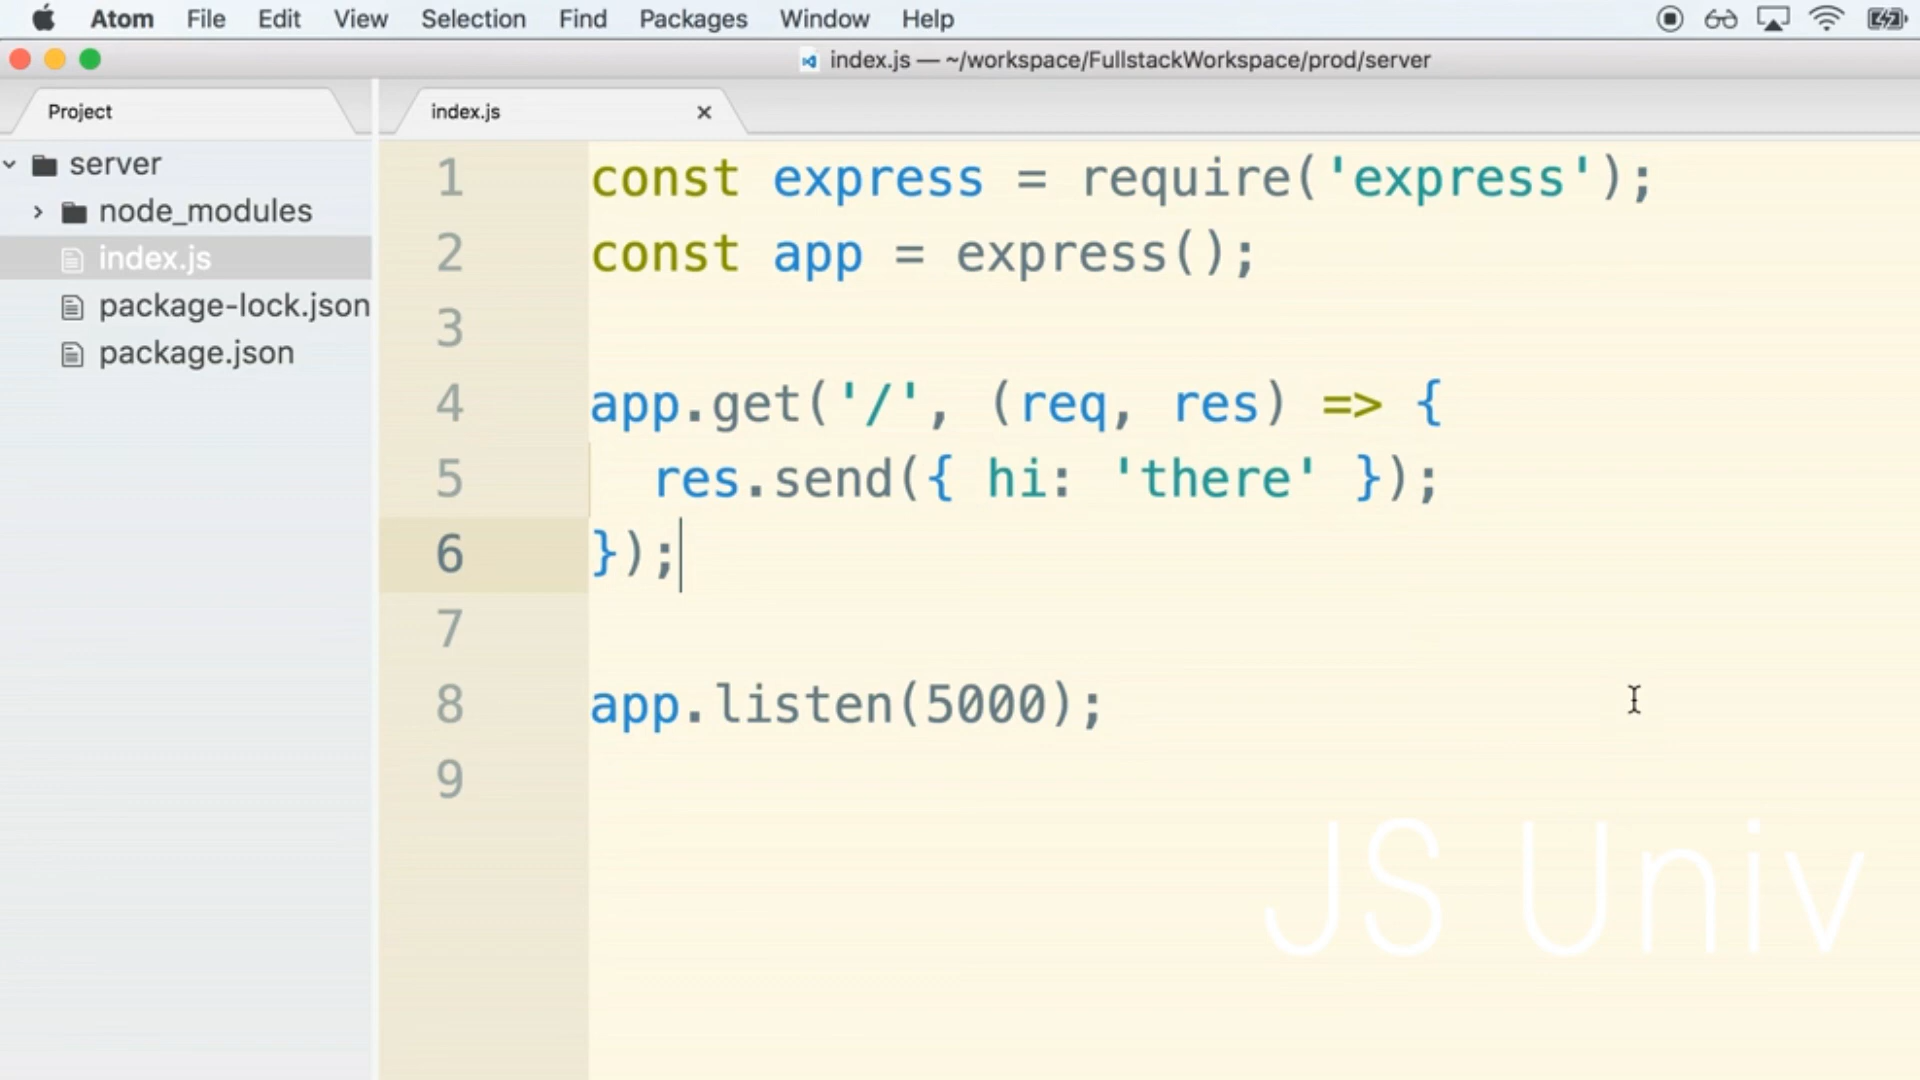 Atom File Edit View Selection Find Packages Window Help
index.js — ~/workspace/FullstackWorkspace/prod/server
Project
index.js
server
node_modules
index.js
package-lock.json
package.json
1 const express = require('express');
2 const app = express();
3
4 app.get('/', (req, res) => {
5 res.send({ hi: 'there' });
6 });
7
8 app.listen(5000);
9
JS Univ